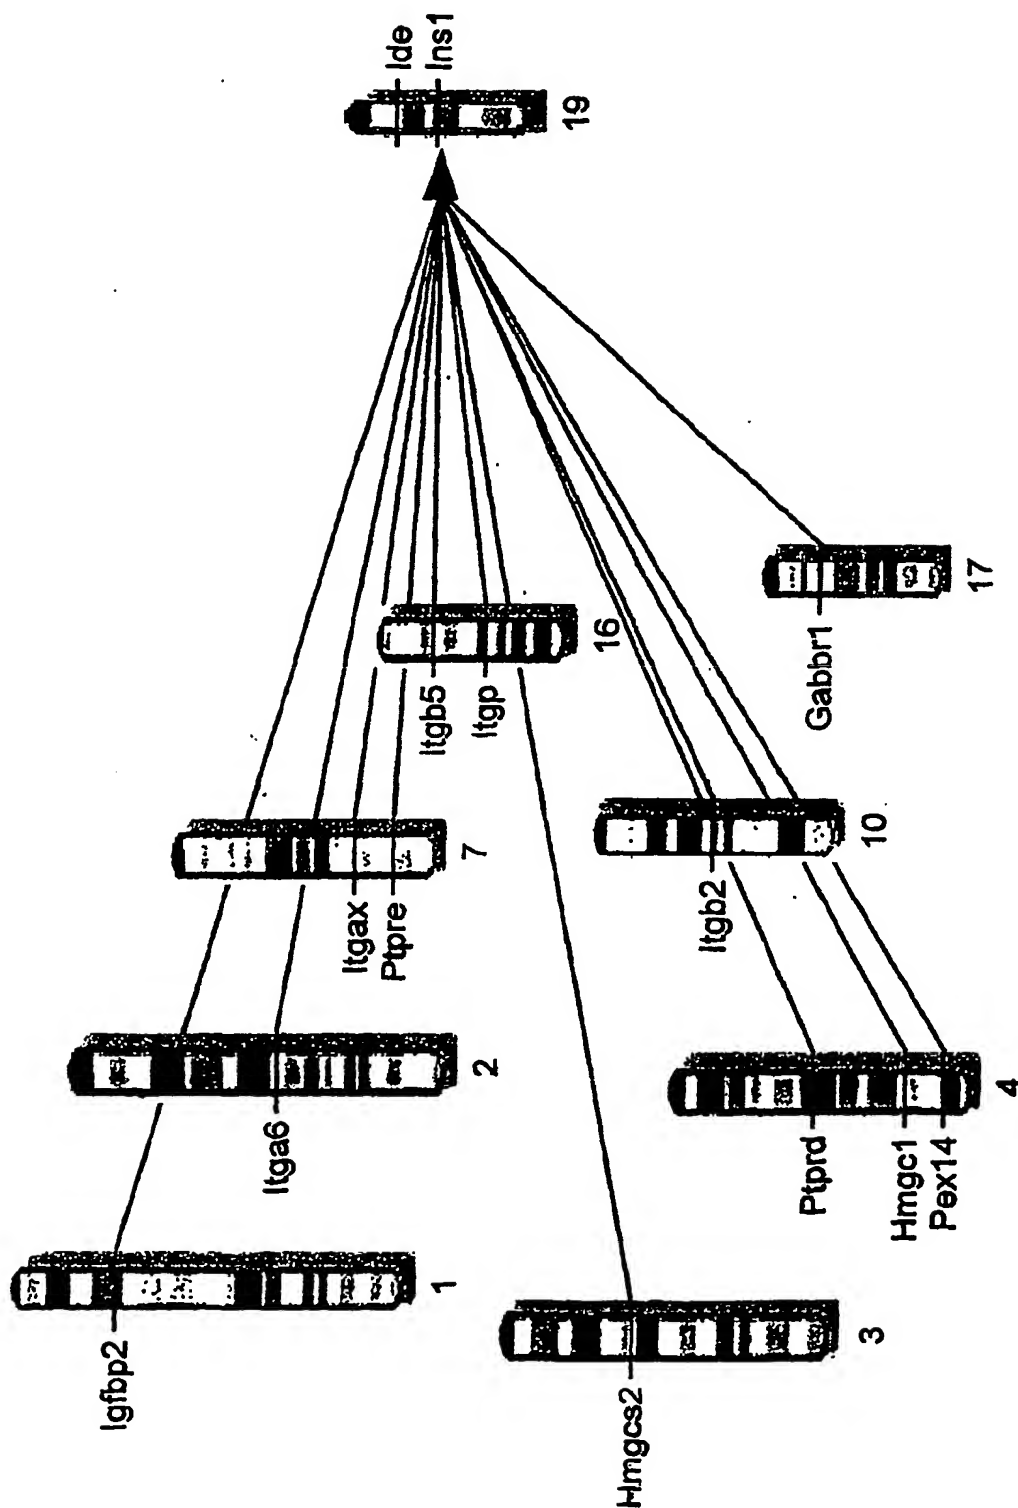 Ide
Ins1
19
Itgb5
Itgp
16
Gabbr1
17
Itgax
Ptpre
7
Itgb2
10
Itga6
2
Ptprd
Hmgc1
Pex14
4
Igfbp2
1
Hmgcs2
3